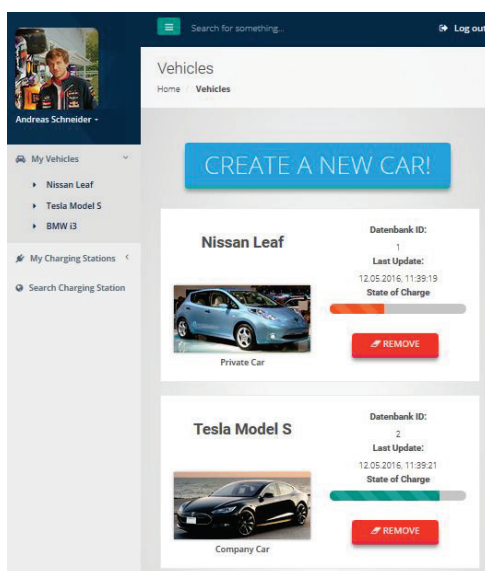 Search for something...
Log out
Andreas Schneider
Vehicles
Home / Vehicles
My Vehicles
Nissan Leaf
Tesla Model S
BMW i3
My Charging Stations
Search Charging Station
CREATE A NEW CAR!
Nissan Leaf
Private Car
Datenbank ID:
1
Last Update:
12.05.2016, 11:39:19
State of Charge
REMOVE
Tesla Model S
Company Car
Datenbank ID:
2
Last Update:
12.05.2016, 11:39:21
State of Charge
REMOVE